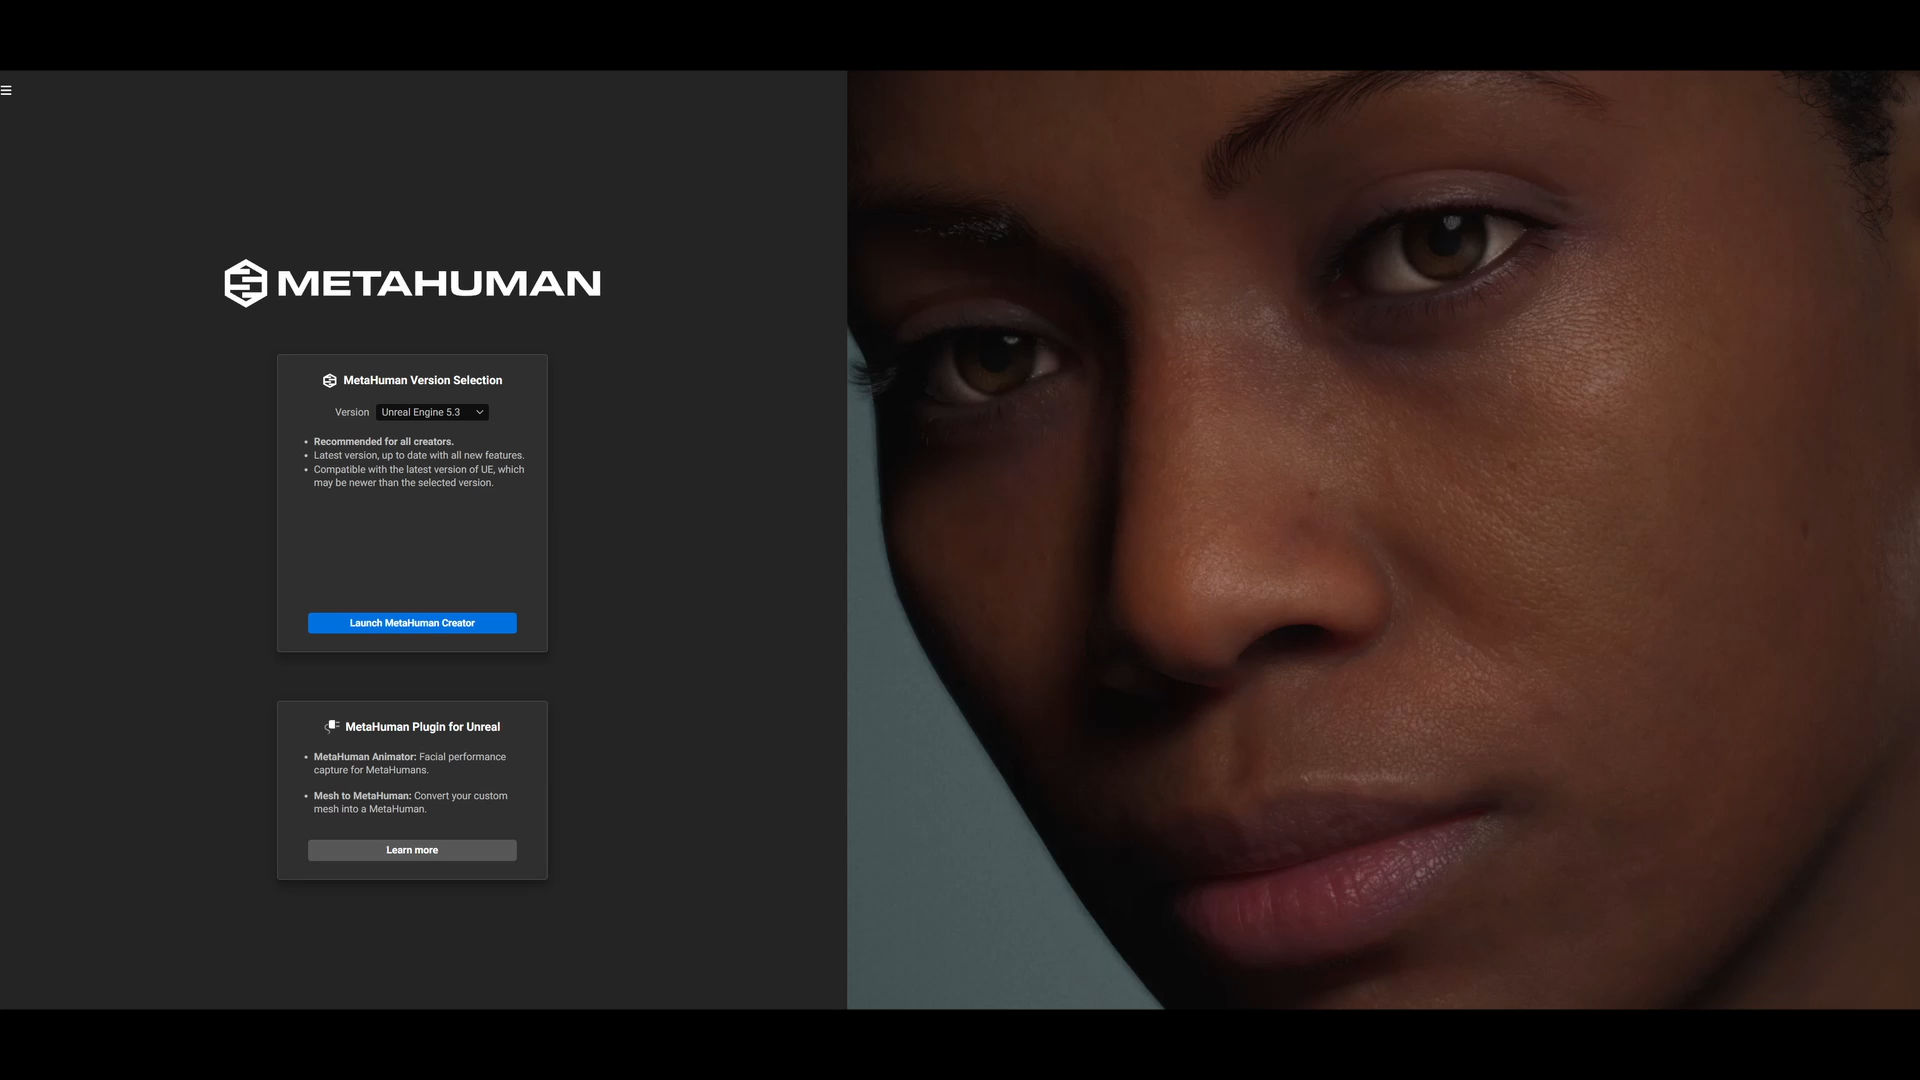 METAHUMAN
MetaHuman Version Selection
Version Unreal Engine 5.3
• Recommended for all creators.
• Latest version, up to date with all new features.
• Compatible with the latest version of UE, which
may be newer than the selected version.
Launch MetaHuman Creator
MetaHuman Plugin for Unreal
• MetaHuman Animator: Facial performance
capture for MetaHumans.
• Mesh to MetaHuman: Convert your custom
mesh into a MetaHuman.
Learn more